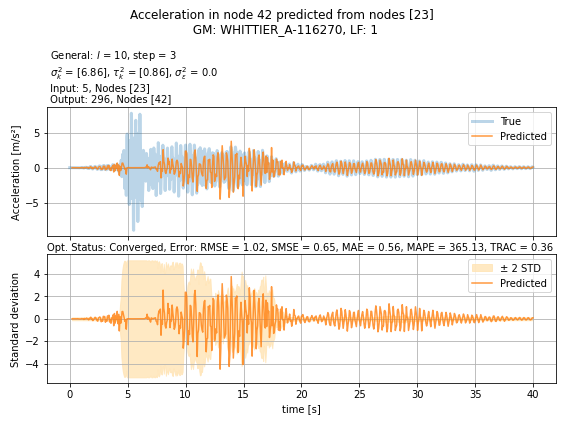 Acceleration in node 42 predicted from nodes [23]
GM: WHITTIER_A-116270, LF: 1
General: l = 10, step = 3
σ²ₖ = [6.86], τ²ₖ = [0.86], σ²ε = 0.0
Input: 5, Nodes [23]
Output: 296, Nodes [42]
Acceleration [m/s²]
5
0
−5
True
Predicted
Opt. Status: Converged, Error: RMSE = 1.02, SMSE = 0.65, MAE = 0.56, MAPE = 365.13, TRAC = 0.36
Standard deviation
4
2
0
−2
−4
± 2 STD
Predicted
0 5 10 15 20 25 30 35 40
time [s]